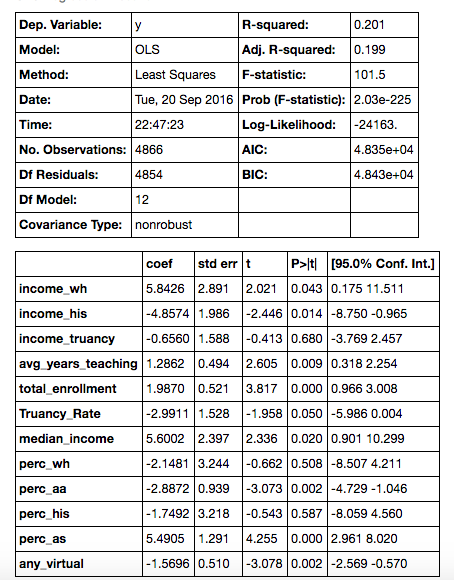 Dep. Variable: y R-squared: 0.201
Model: OLS Adj. R-squared: 0.199
Method: Least Squares F-statistic: 101.5
Date: Tue, 20 Sep 2016 Prob (F-statistic): 2.03e-225
Time: 22:47:23 Log-Likelihood: -24163.
No. Observations: 4866 AIC: 4.835e+04
Df Residuals: 4854 BIC: 4.843e+04
Df Model: 12
Covariance Type: nonrobust
coef std err t P>|t| [95.0% Conf. Int.]
income_wh 5.8426 2.891 2.021 0.043 0.175 11.511
income_his -4.8574 1.986 -2.446 0.014 -8.750 -0.965
income_truancy -0.6560 1.588 -0.413 0.680 -3.769 2.457
avg_years_teaching 1.2862 0.494 2.605 0.009 0.318 2.254
total_enrollment 1.9870 0.521 3.817 0.000 0.966 3.008
Truancy_Rate -2.9911 1.528 -1.958 0.050 -5.986 0.004
median_income 5.6002 2.397 2.336 0.020 0.901 10.299
perc_wh -2.1481 3.244 -0.662 0.508 -8.507 4.211
perc_aa -2.8872 0.939 -3.073 0.002 -4.729 -1.046
perc_his -1.7492 3.218 -0.543 0.587 -8.059 4.560
perc_as 5.4905 1.291 4.255 0.000 2.961 8.020
any_virtual -1.5696 0.510 -3.078 0.002 -2.569 -0.570